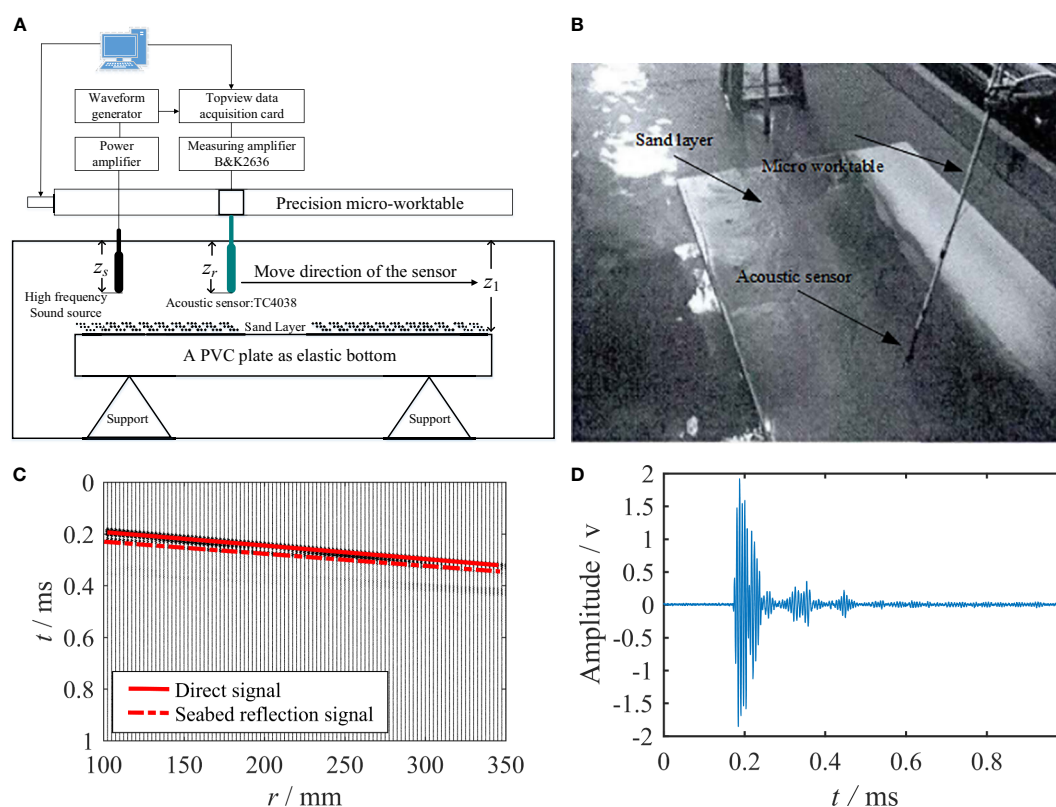 A
Waveform
generator
Topview data
acquisition card
Power
amplifier
Measuring amplifier
B&K2636
Precision micro-worktable
zs
zr
Move direction of the sensor
z1
High frequency
Sound source
Acoustic sensor:TC4038
Sand Layer
A PVC plate as elastic bottom
Support
Support
B
Sand layer
Micro worktable
Acoustic sensor
C
0
0.2
0.4
0.6
0.8
1
t / ms
Direct signal
Seabed reflection signal
100
150
200
250
300
350
r / mm
D
2
1.5
1
0.5
0
-0.5
-1
-1.5
-2
Amplitude / v
0
0.2
0.4
0.6
0.8
t / ms